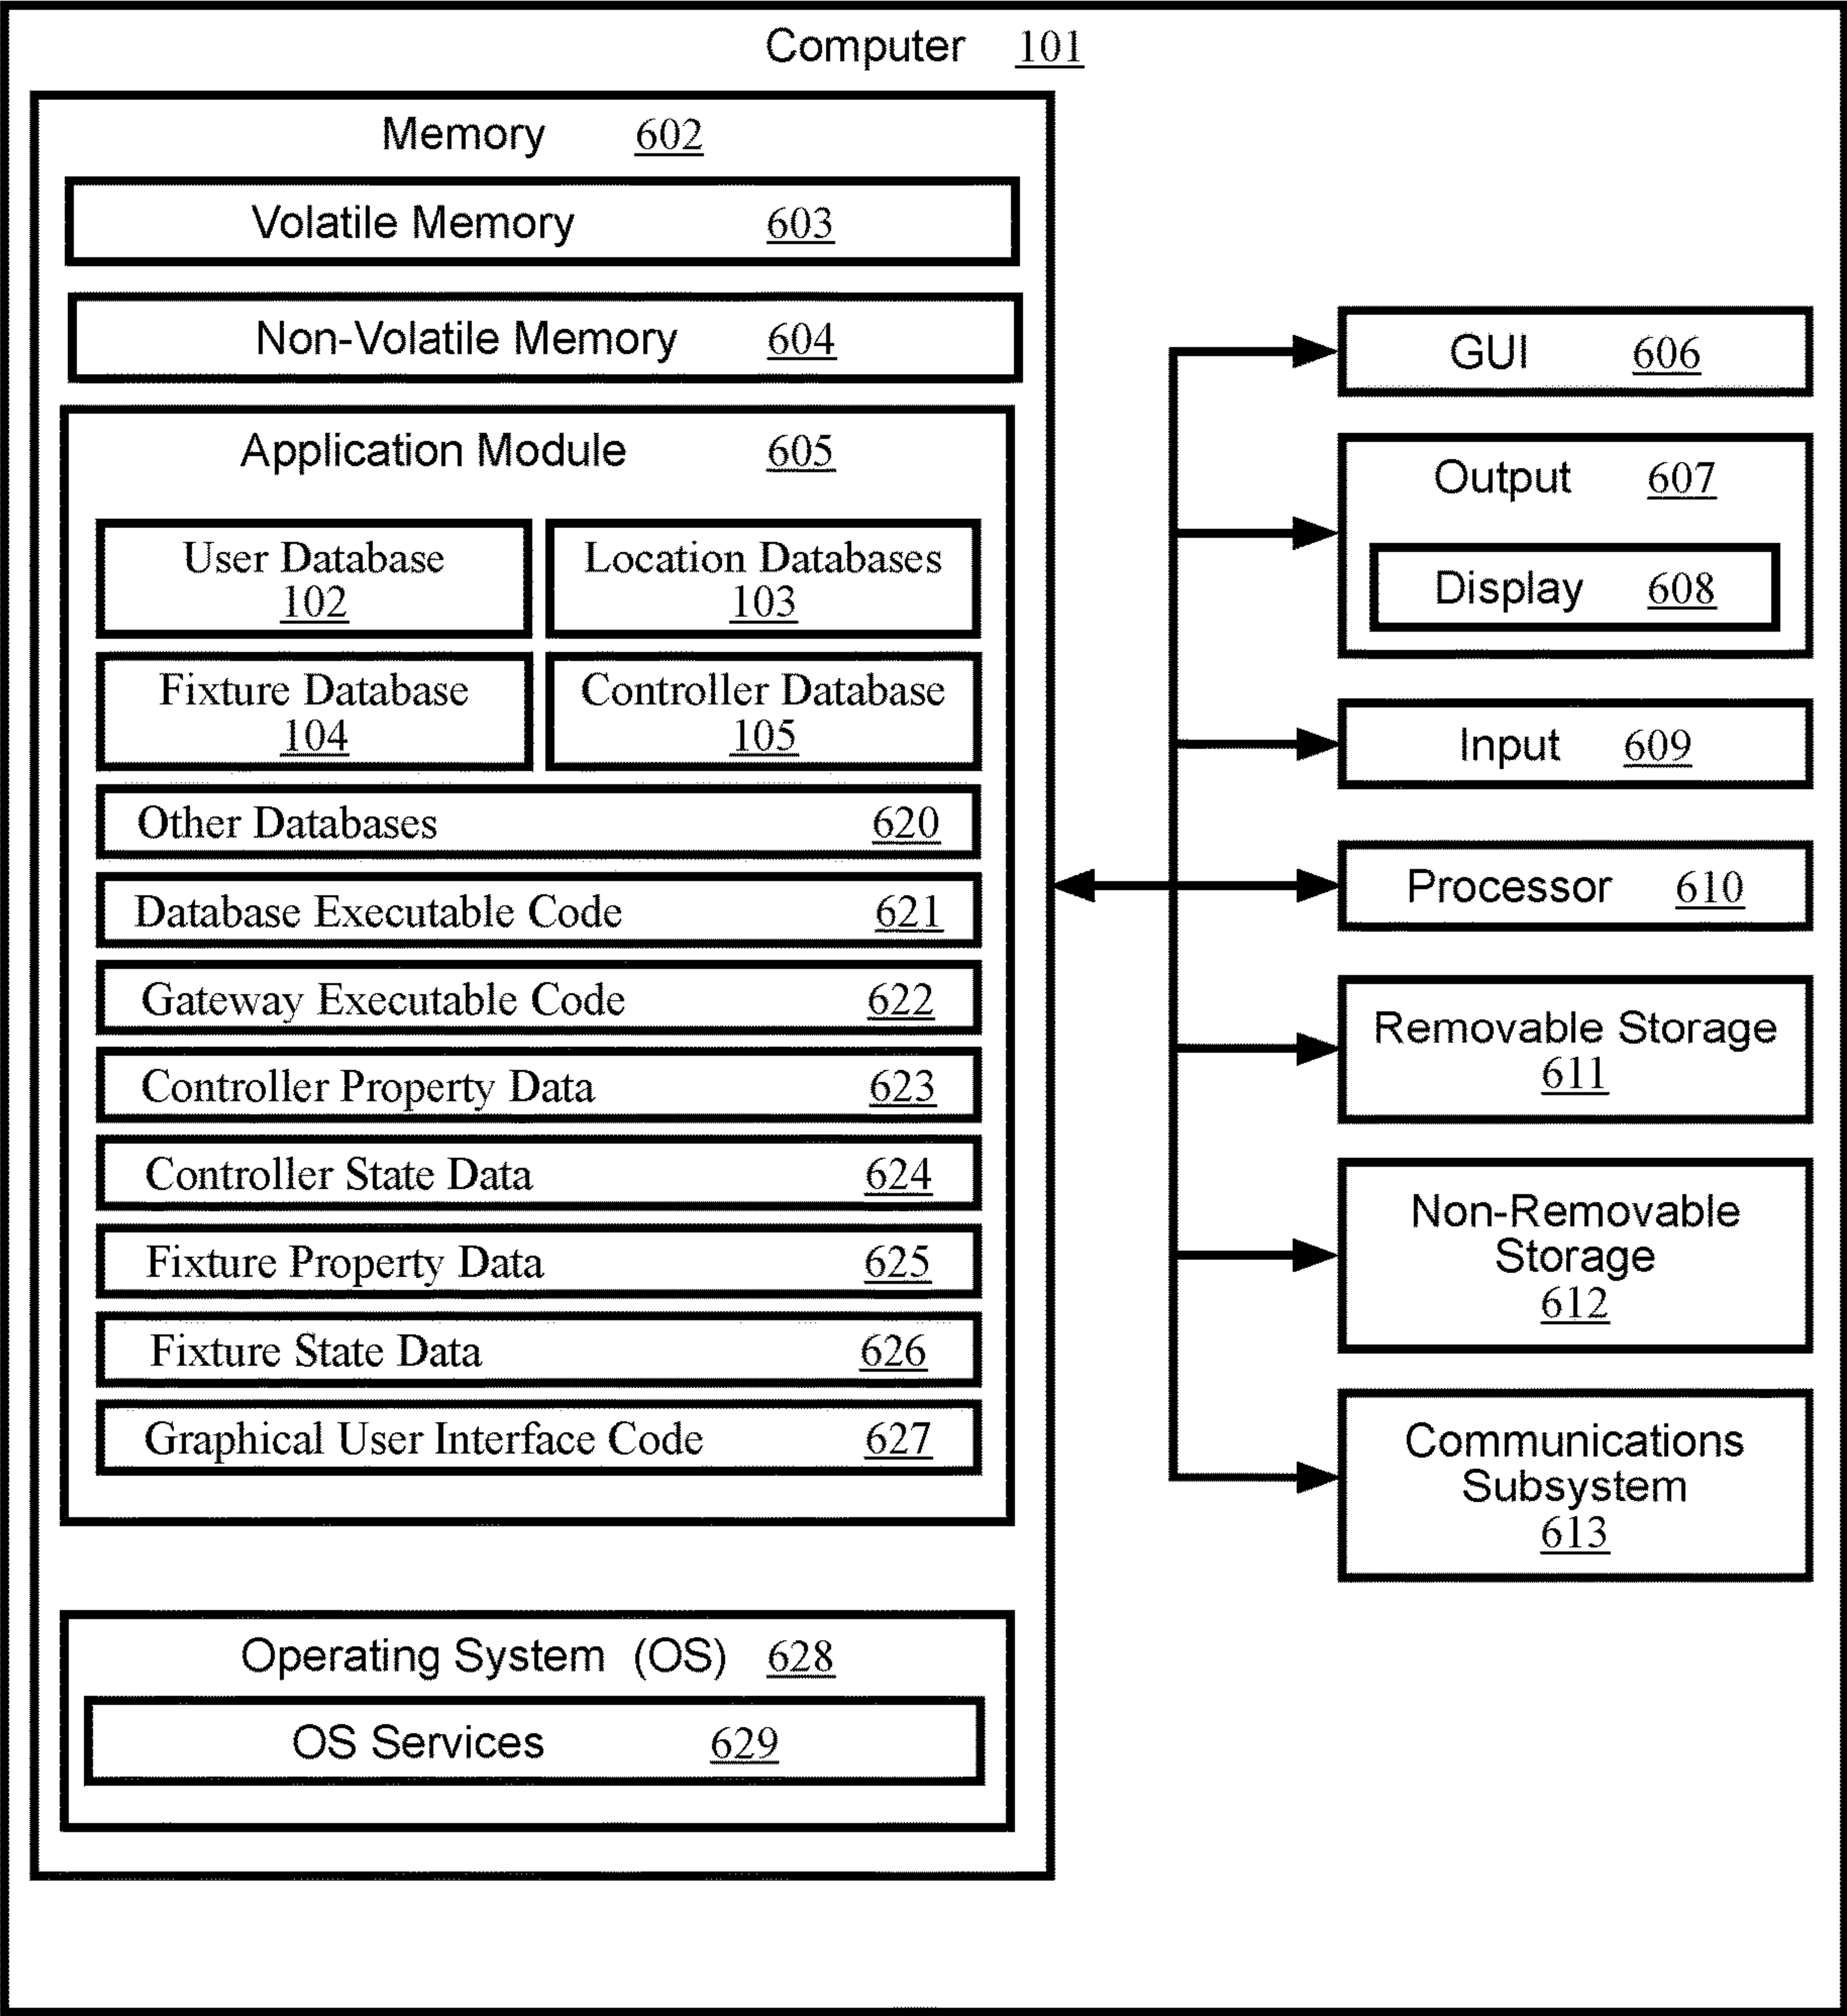 Computer 101
Memory 602
Volatile Memory 603
Non-Volatile Memory 604
Application Module 605
User Database
102
Location Databases
103
Fixture Database
104
Controller Database
105
Other Databases 620
Database Executable Code 621
Gateway Executable Code 622
Controller Property Data 623
Controller State Data 624
Fixture Property Data 625
Fixture State Data 626
Graphical User Interface Code 627
Operating System (OS) 628
OS Services 629
GUI 606
Output 607
Display 608
Input 609
Processor 610
Removable Storage
611
Non-Removable
Storage
612
Communications
Subsystem
613